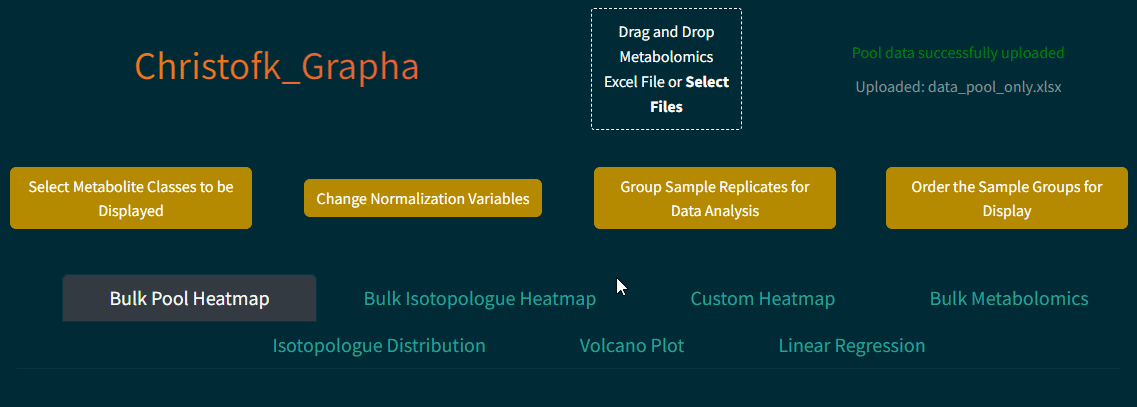 Christofk_Grapha
Drag and Drop
Metabolomics
Excel File or Select
Files
Pool data successfully uploaded
Uploaded: data_pool_only.xlsx
Select Metabolite Classes to be
Displayed
Change Normalization Variables
Group Sample Replicates for
Data Analysis
Order the Sample Groups for
Display
Bulk Pool Heatmap
Bulk Isotopologue Heatmap
Custom Heatmap
Bulk Metabolomics
Isotopologue Distribution
Volcano Plot
Linear Regression